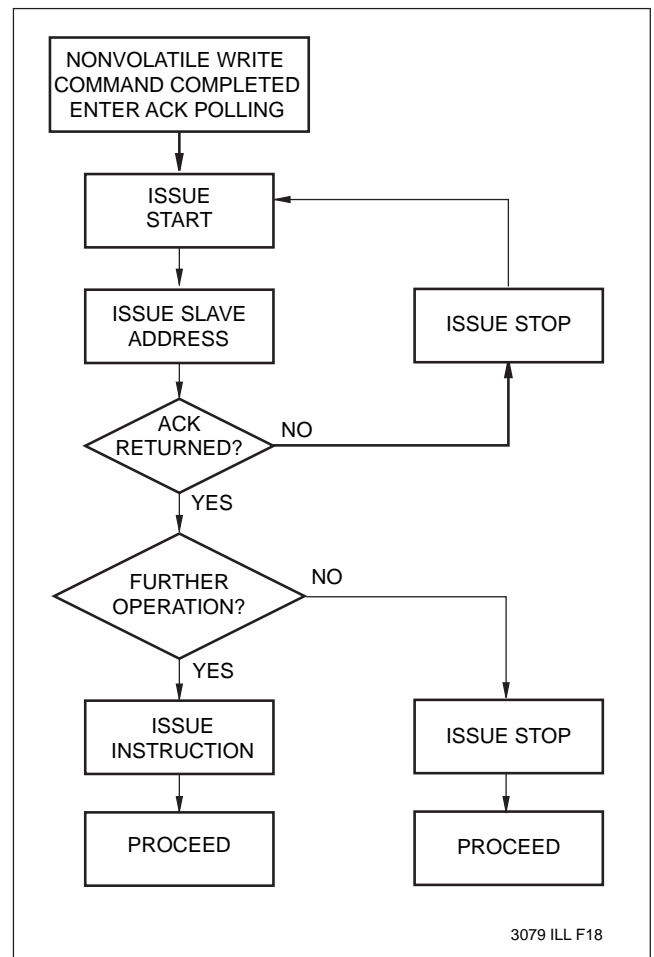 NONVOLATILE WRITE
COMMAND COMPLETED
ENTER ACK POLLING
ISSUE
START
ISSUE SLAVE
ADDRESS
ISSUE STOP
ACK
RETURNED?
NO
YES
FURTHER
OPERATION?
NO
YES
ISSUE
INSTRUCTION
ISSUE STOP
PROCEED
PROCEED
3079 ILL F18